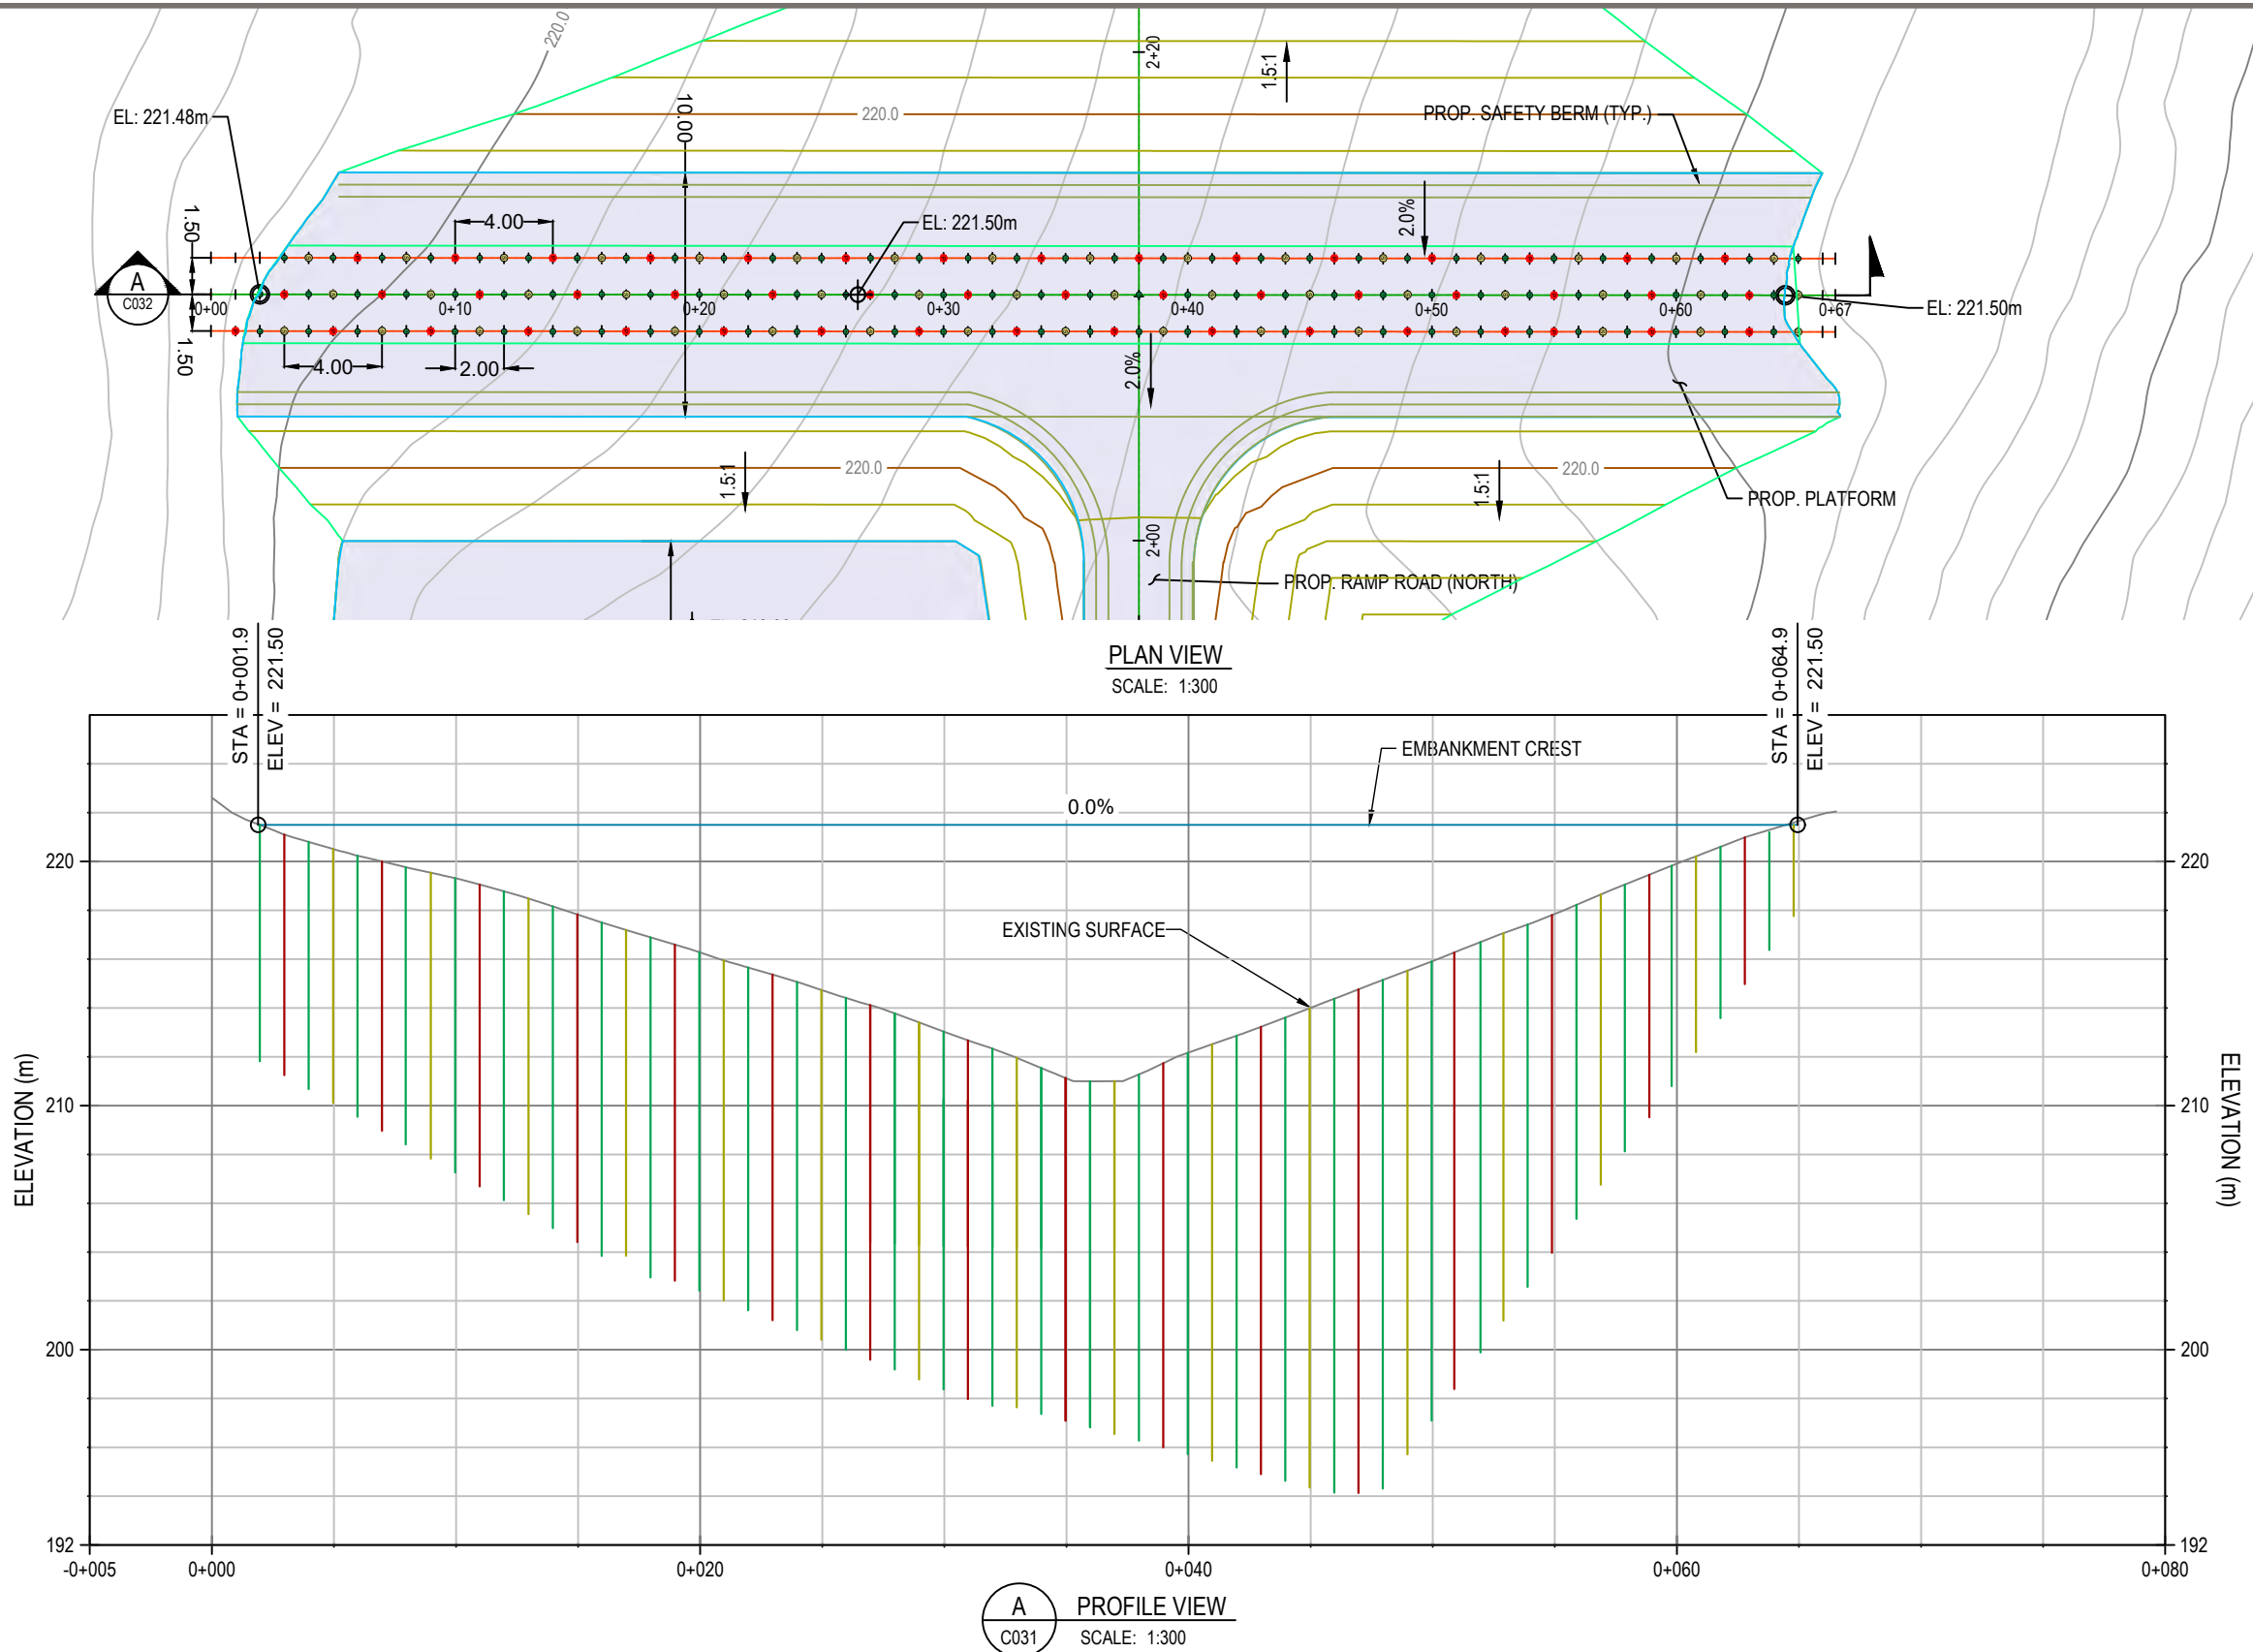 220.0
2+20
1.5:1
EL: 221.48m
10.00
220.0
PROP. SAFETY BERM (TYP.)
1.50
4.00
EL: 221.50m
2.0%
A
C032
0+00
0+10
0+20
0+30
0+40
0+50
0+60
0+67
EL: 221.50m
1.50
4.00
2.00
2.0%
1.5:1
220.0
1.5:1
220.0
PROP. PLATFORM
2+00
PROP. RAMP ROAD (NORTH)
PLAN VIEW
SCALE: 1:300
STA = 0+001.9
ELEV = 221.50
STA = 0+064.9
ELEV = 221.50
EMBANKMENT CREST
0.0%
220
220
EXISTING SURFACE
210
210
ELEVATION (m)
ELEVATION (m)
200
200
192
192
-0+005
0+000
0+020
0+040
0+060
0+080
A
C031
PROFILE VIEW
SCALE: 1:300